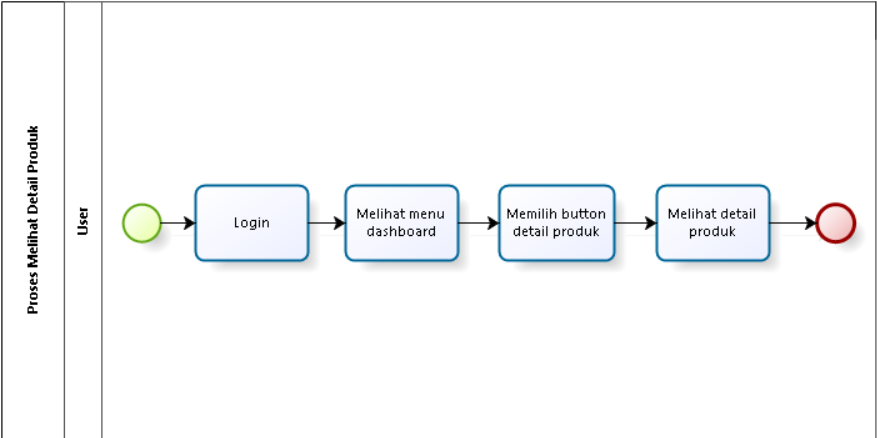 Proses Melihat Detail Produk
User
Login
Melihat menu
dashboard
Memilih button
detail produk
Melihat detail
produk